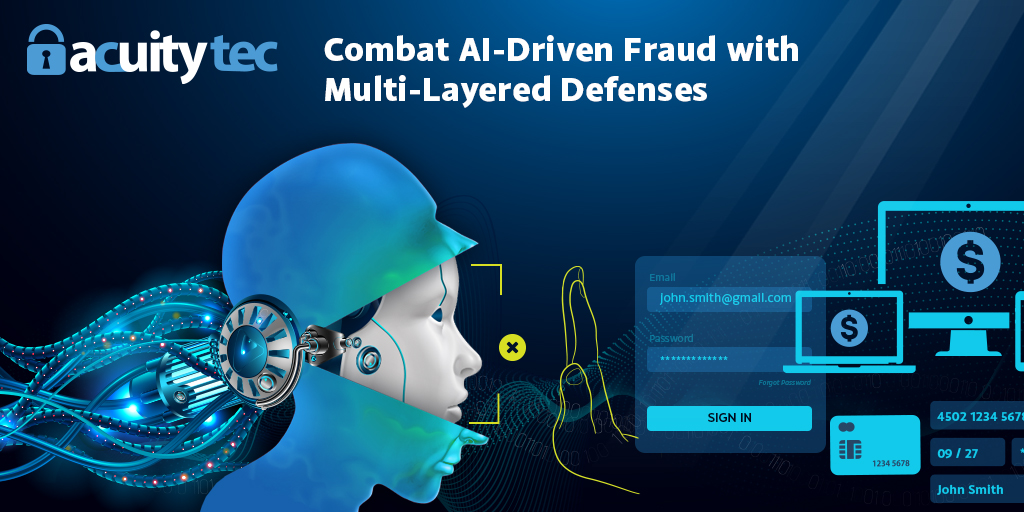 acuitytec
Combat AI-Driven Fraud with
Multi-Layered Defenses
Email
John.smith@gmail.com
Password
*************
Forgot Password
SIGN IN
$
$
4502 1234 5678
1234 5678
09 / 27
*
John Smith